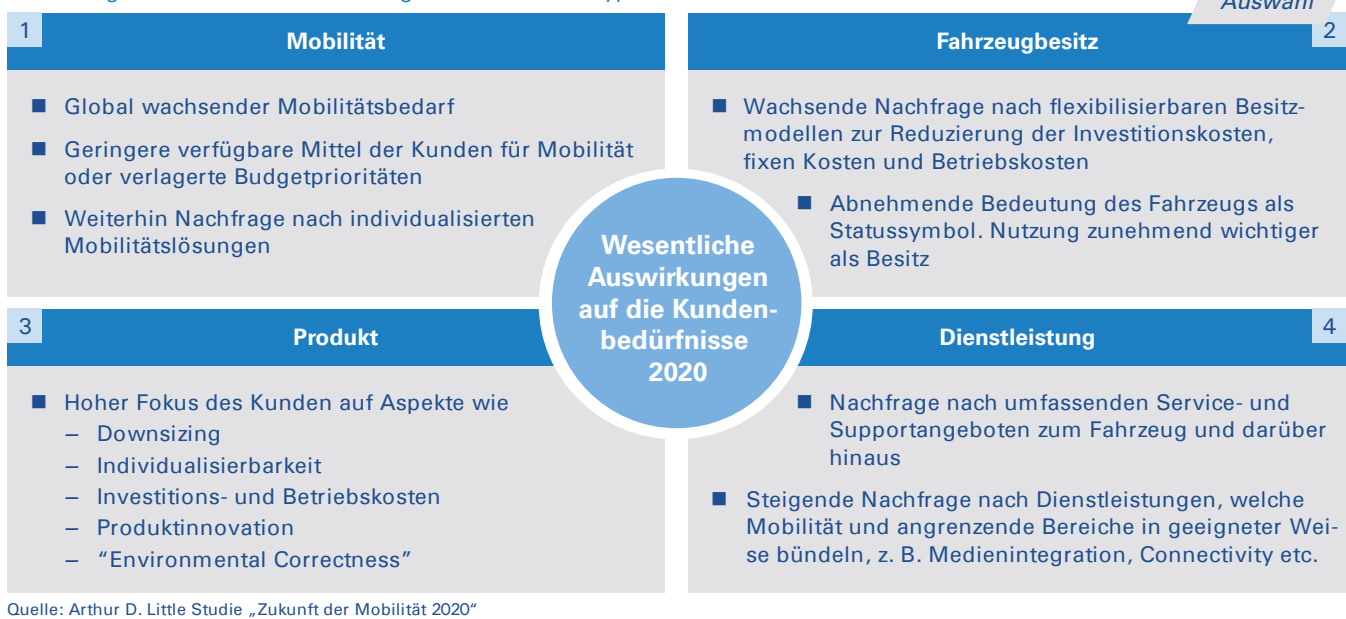 Auswahl
1
Mobilität
Global wachsender Mobilitätsbedarf
Geringere verfügbare Mittel der Kunden für Mobilität
oder verlagerte Budgetprioritäten
Weiterhin Nachfrage nach individualisierten
Mobilitätslösungen
2
Fahrzeugbesitz
Wachsende Nachfrage nach flexibilisierbaren Besitz-
modellen zur Reduzierung der Investitionskosten,
fixen Kosten und Betriebskosten
Abnehmende Bedeutung des Fahrzeugs als
Statussymbol. Nutzung zunehmend wichtiger
als Besitz
Wesentliche
Auswirkungen
auf die Kunden-
bedürfnisse
2020
3
Produkt
Hoher Fokus des Kunden auf Aspekte wie
– Downsizing
– Individualisierbarkeit
– Investitions- und Betriebskosten
– Produktinnovation
– “Environmental Correctness”
4
Dienstleistung
Nachfrage nach umfassenden Service- und
Supportangeboten zum Fahrzeug und darüber
hinaus
Steigende Nachfrage nach Dienstleistungen, welche
Mobilität und angrenzende Bereiche in geeigneter Wei-
se bündeln, z. B. Medienintegration, Connectivity etc.
Quelle: Arthur D. Little Studie „Zukunft der Mobilität 2020“